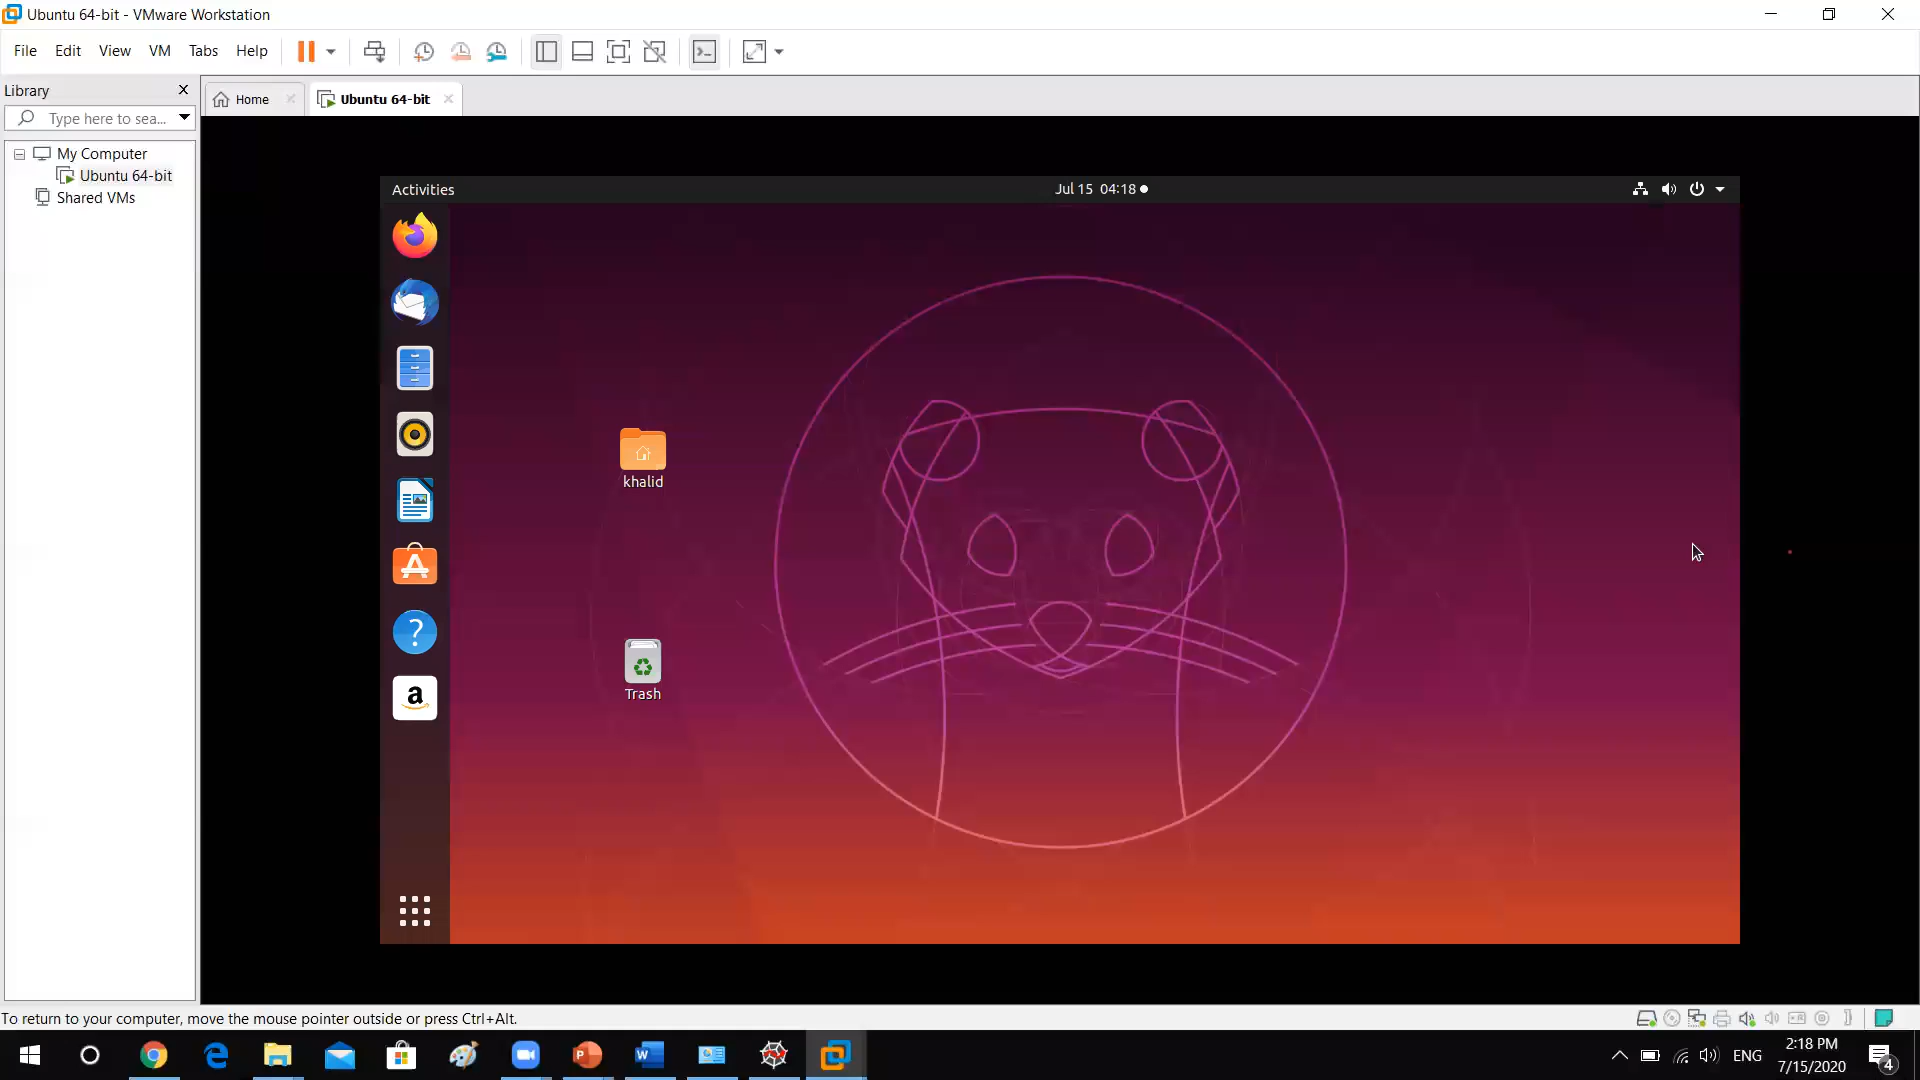 Ubuntu 64-bit - VMware Workstation
File Edit View VM Tabs Help
Library
Home
Ubuntu 64-bit
Type here to sea...
My Computer
Ubuntu 64-bit
Shared VMs
Activities
Jul 15 04:18
khalid
Trash
To return to your computer, move the mouse pointer outside or press Ctrl+Alt.
ENG
2:18 PM
7/15/2020
4